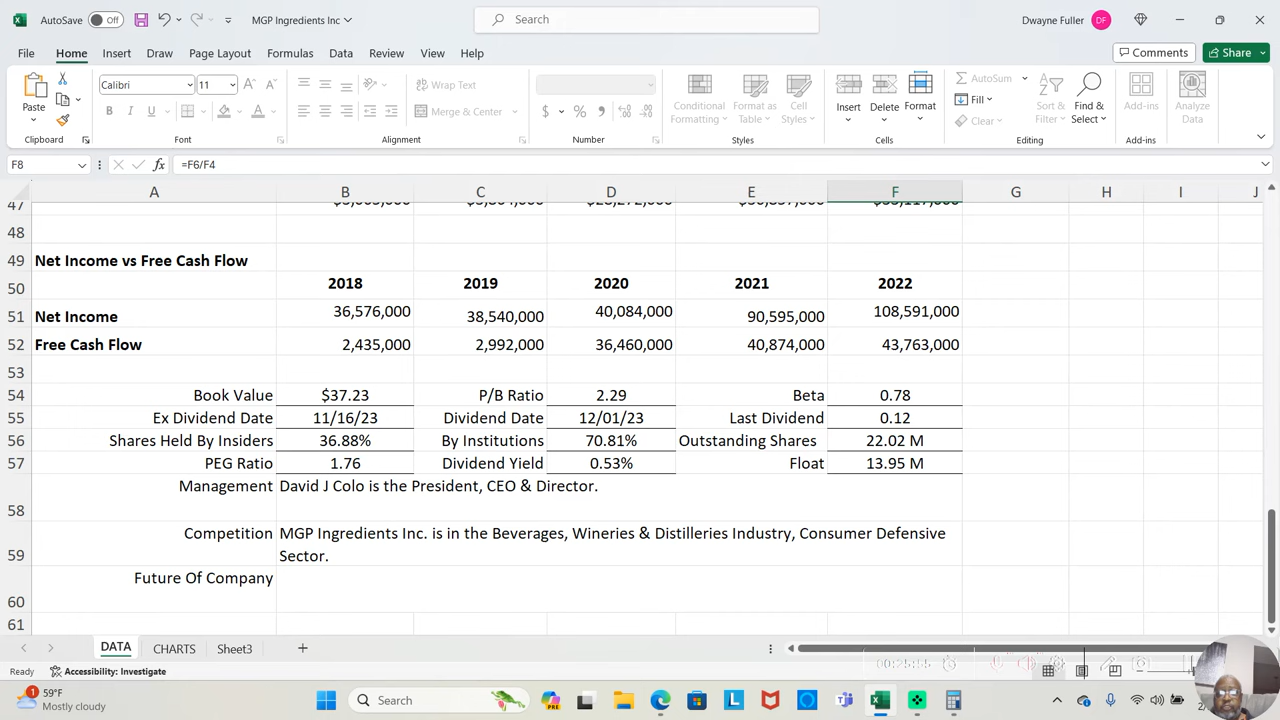 AutoSave Off MGP Ingredients Inc Search Dwayne Fuller DF
File Home Insert Draw Page Layout Formulas Data Review View Help Comments Share
Calibri 11 Wrap Text AutoSum
Paste B I U Merge & Center $ % Conditional Formatting Format as Table Cell Styles Insert Delete Format Fill Clear Sort & Filter Find & Select Add-ins Analyze Data
Clipboard Font Alignment Number Styles Cells Editing Add-ins
F8 fx =F6/F4
A B C D E F G H I J
47
48
49 Net Income vs Free Cash Flow
50 2018 2019 2020 2021 2022
51 Net Income 36,576,000 38,540,000 40,084,000 90,595,000 108,591,000
52 Free Cash Flow 2,435,000 2,992,000 36,460,000 40,874,000 43,763,000
53
54 Book Value $37.23 P/B Ratio 2.29 Beta 0.78
55 Ex Dividend Date 11/16/23 Dividend Date 12/01/23 Last Dividend 0.12
56 Shares Held By Insiders 36.88% By Institutions 70.81% Outstanding Shares 22.02 M
57 PEG Ratio 1.76 Dividend Yield 0.53% Float 13.95 M
58 Management David J Colo is the President, CEO & Director.
59 Competition MGP Ingredients Inc. is in the Beverages, Wineries & Distilleries Industry, Consumer Defensive
Sector.
60 Future Of Company
61
DATA CHARTS Sheet3
Ready Accessibility: Investigate 00:25:55
1 59°F Search
Mostly cloudy